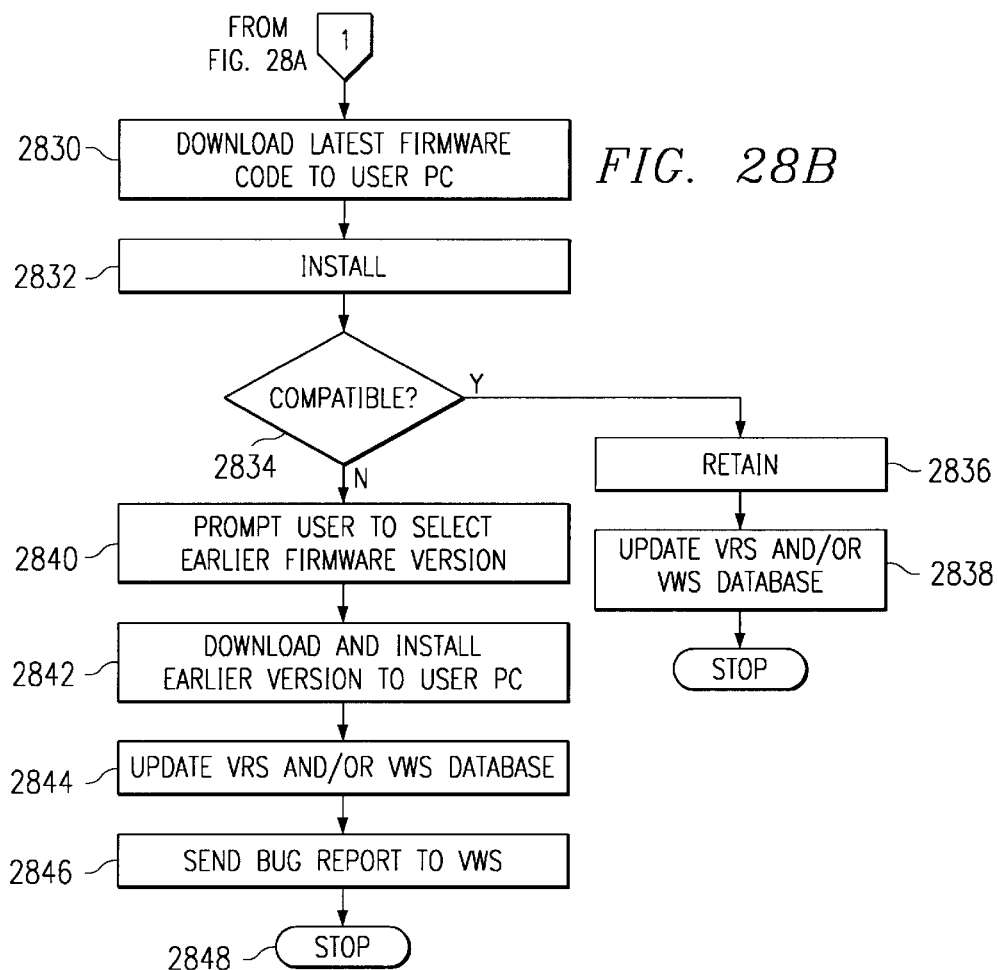 FROM
FIG. 28A
1
2830
DOWNLOAD LATEST FIRMWARE
CODE TO USER PC
FIG. 28B
2832
INSTALL
COMPATIBLE?
Y
2834
N
RETAIN
2836
UPDATE VRS AND/OR
VWS DATABASE
2838
STOP
2840
PROMPT USER TO SELECT
EARLIER FIRMWARE VERSION
2842
DOWNLOAD AND INSTALL
EARLIER VERSION TO USER PC
2844
UPDATE VRS AND/OR VWS DATABASE
2846
SEND BUG REPORT TO VWS
2848
STOP